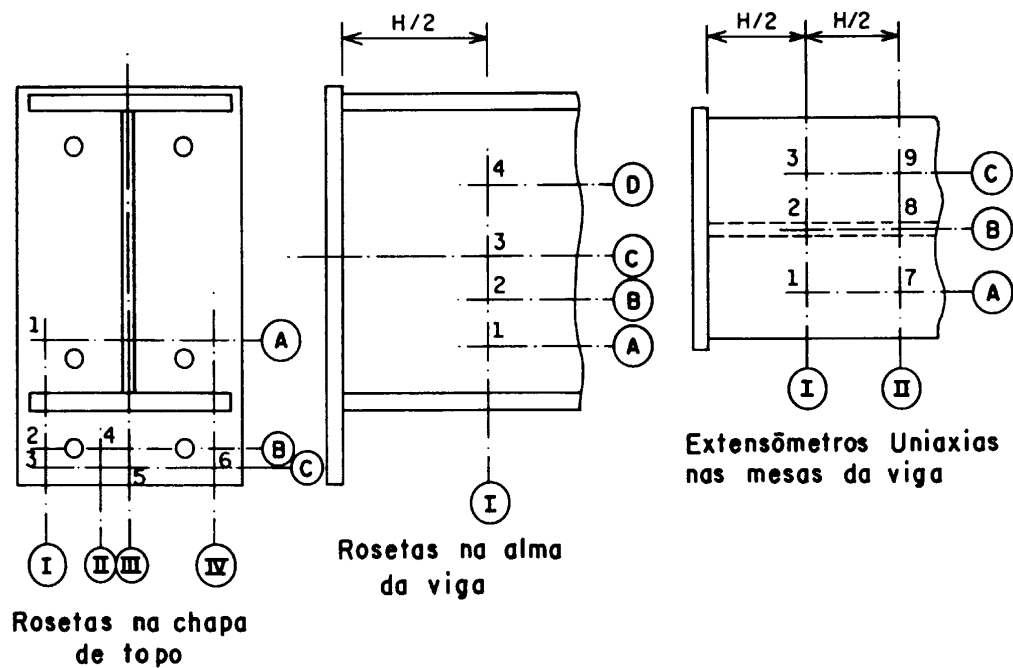 H/2
H/2
H/2
1
A
2
4
B
3
5
6
C
I
II
III
IV
Rosetas na chapa
de topo
4
D
3
C
2
B
1
A
I
Rosetas na alma
da viga
3
9
C
2
8
B
1
7
A
I
II
Extensômetros Uniaxias
nas mesas da viga